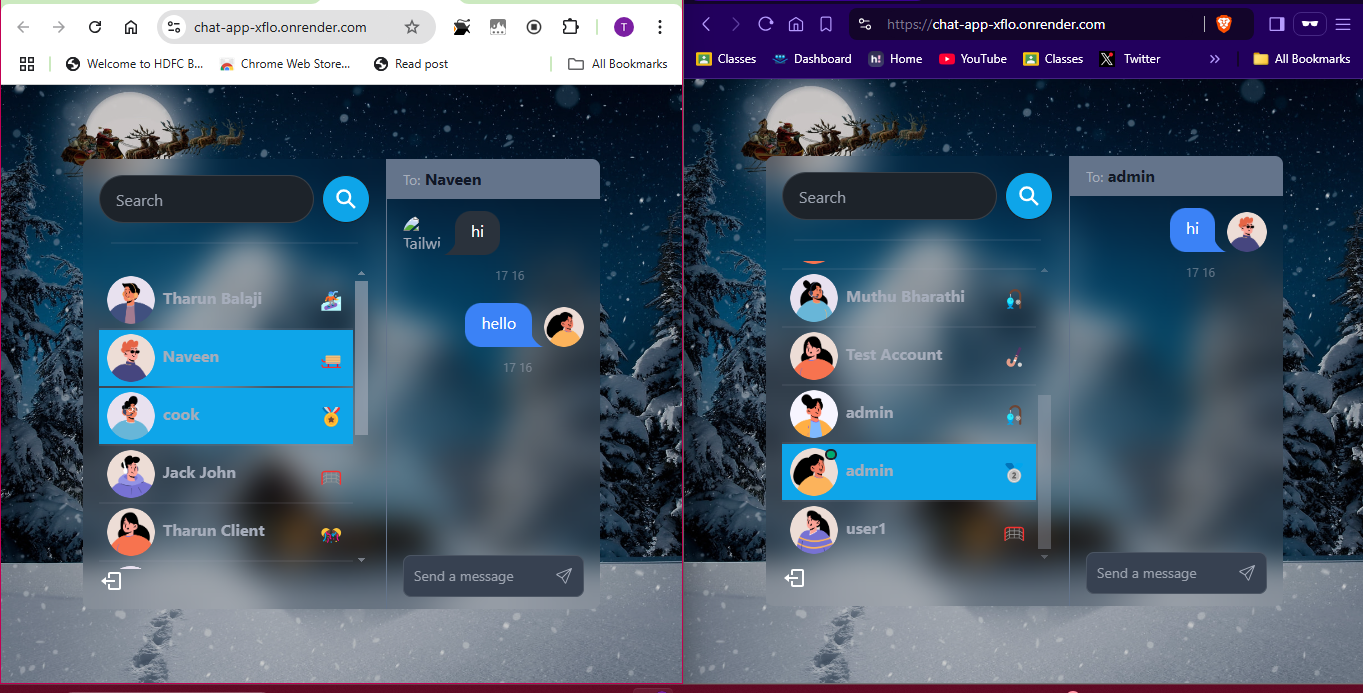 chat-app-xflo.onrender.com
T
Welcome to HDFC B...
Chrome Web Store...
Read post
All Bookmarks
Search
To: Naveen
Tailwi
hi
17 16
hello
17 16
Tharun Balaji
Naveen
cook
Jack John
Tharun Client
Send a message
https://chat-app-xflo.onrender.com
Classes
Dashboard
h! Home
YouTube
Classes
X Twitter
»
All Bookmarks
Search
To: admin
hi
17 16
Muthu Bharathi
Test Account
admin
admin
2
user1
Send a message